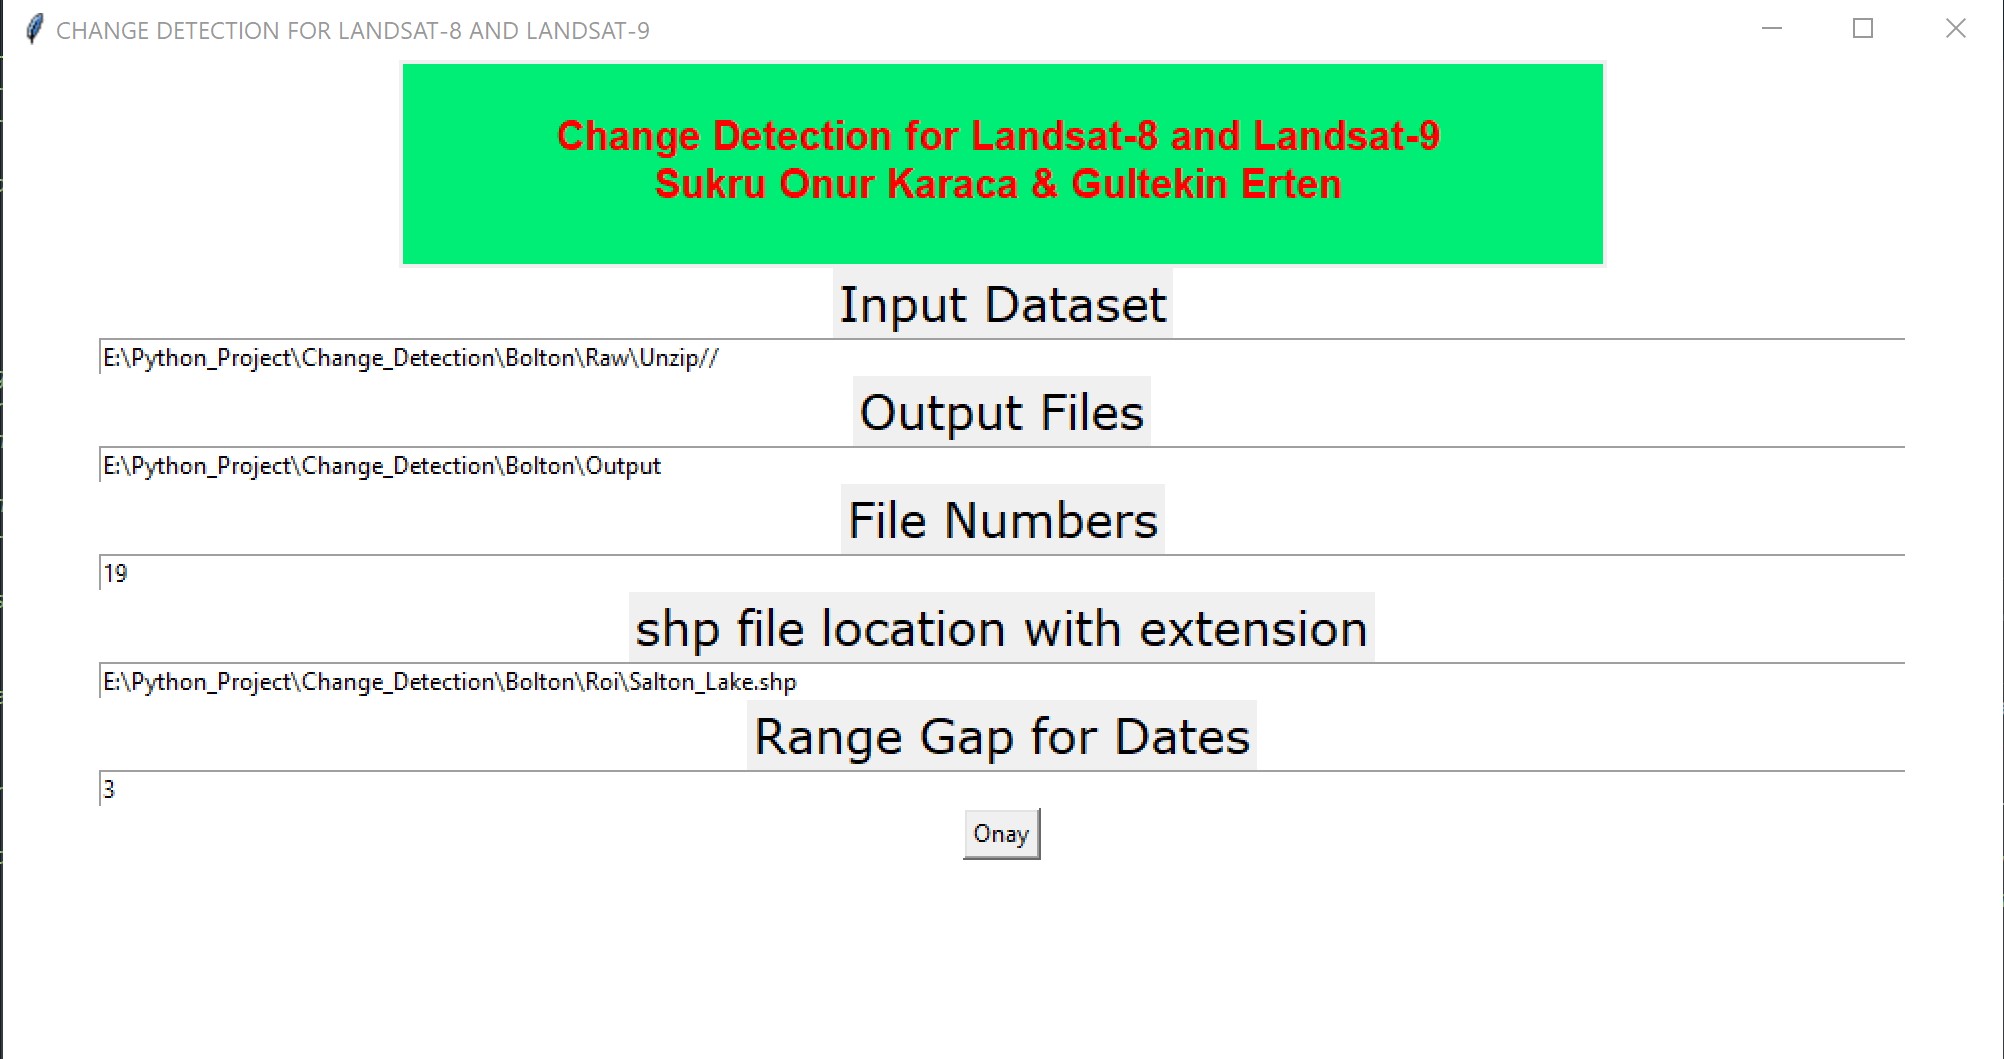 CHANGE DETECTION FOR LANDSAT-8 AND LANDSAT-9
Change Detection for Landsat-8 and Landsat-9
Sukru Onur Karaca & Gultekin Erten
Input Dataset
E:\Python_Project\Change_Detection\Bolton\Raw\Unzip//
Output Files
E:\Python_Project\Change_Detection\Bolton\Output
File Numbers
19
shp file location with extension
E:\Python_Project\Change_Detection\Bolton\Roi\Salton_Lake.shp
Range Gap for Dates
3
Onay